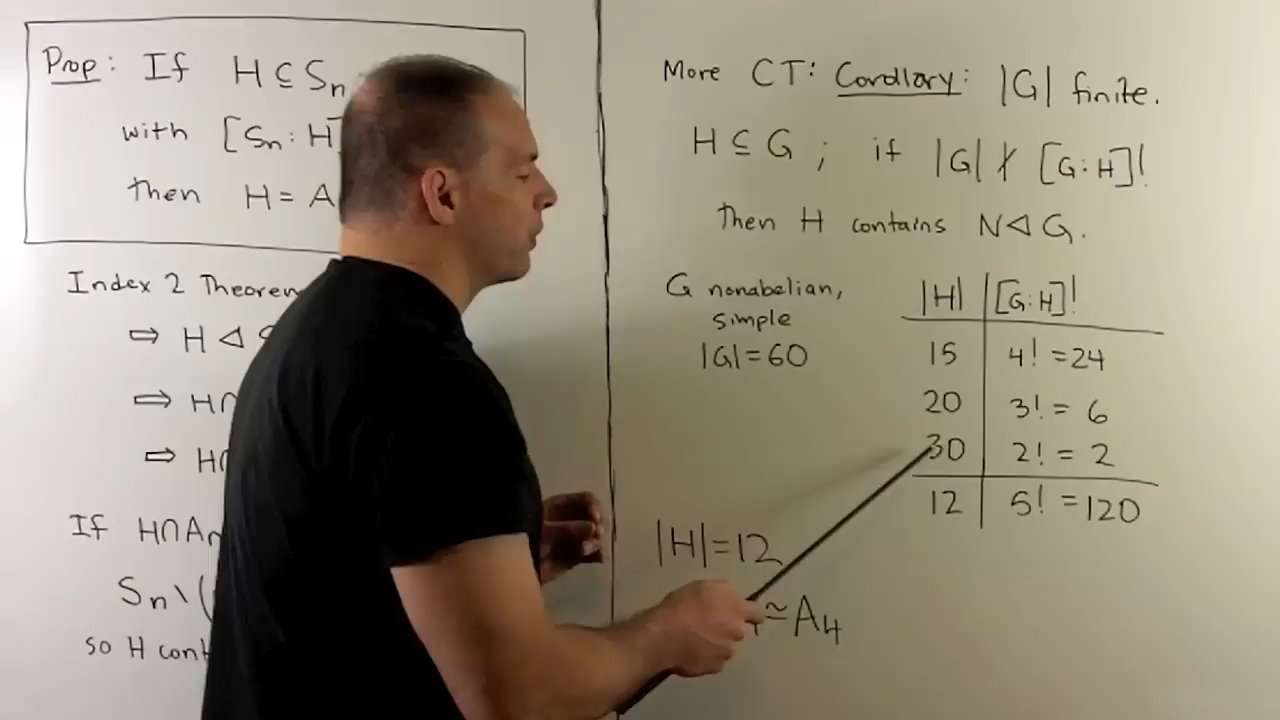 Prop: If H ⊆ Sn
with [Sn : H]
then H = A
Index 2 Theorem
⇒ H ◁
⇒ H∩
⇒ H∩
If H∩An
Sn \ (
so H cont
More CT: Corollary: |G| finite.
H ⊆ G ; if |G| ∤ [G:H]!
then H contains N ◁ G.
G nonabelian,
simple
|G| = 60
|H| [G:H]!
15 4! = 24
20 3! = 6
30 2! = 2
12 5! = 120
|H| = 12
≃ A4